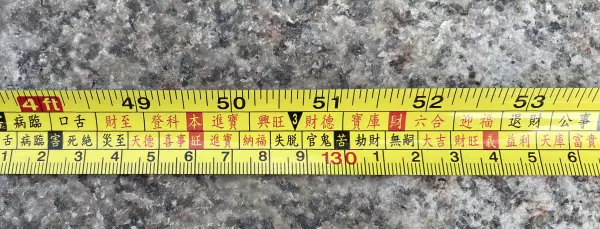 4ft 49 50 51 52 53
病臨 口舌 財至 登科 本 進寶 興旺 3 財德 寶庫 財 六合 迎福 退財 公事
舌 病臨 害 死絶 災至 天德 喜事 旺 進寶 納福 失脱 官鬼 苦 劫財 無嗣 大吉 財旺 義 益利 天庫 富貴
1 2 3 4 5 6 7 8 9 130 1 2 3 4 5 6